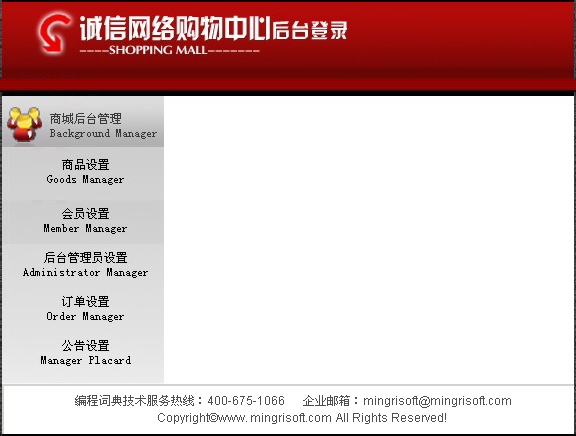 诚信网络购物中心后台登录
----SHOPPING MALL-------
商城后台管理
Background Manager
商品设置
Goods Manager
会员设置
Member Manager
后台管理员设置
Administrator Manager
订单设置
Order Manager
公告设置
Manager Placard
编程词典技术服务热线：400-675-1066 企业邮箱：mingrisoft@mingrisoft.com
Copyright©www.mingrisoft.com All Rights Reserved!